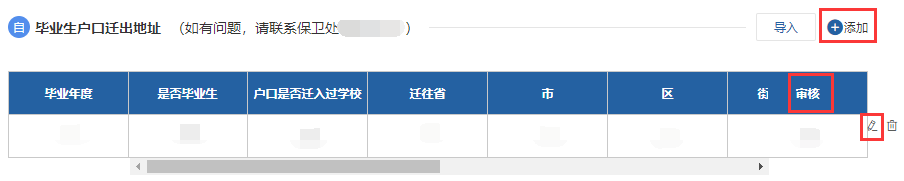 自 毕业生户口迁出地址 （如有问题，请联系保卫处 ） 导入 添加
毕业年度 是否毕业生 户口是否迁入过学校 迁往省 市 区 街 审核